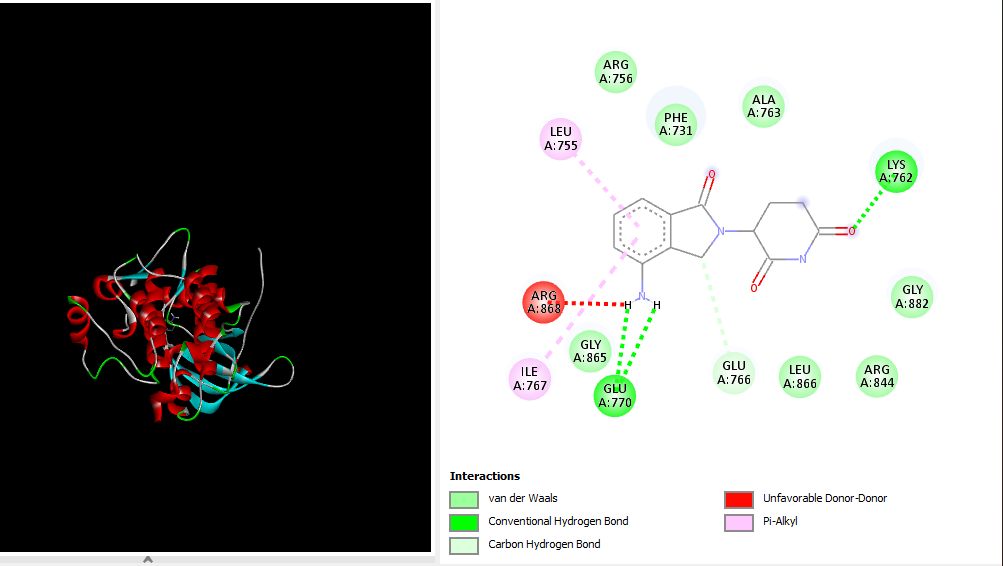 ARG
A:756
PHE
A:731
ALA
A:763
LEU
A:755
LYS
A:762
O
N
O
O
N
N
H H
ARG
A:868
GLY
A:882
GLY
A:865
ILE
A:767
GLU
A:770
GLU
A:766
LEU
A:866
ARG
A:844
Interactions
van der Waals
Conventional Hydrogen Bond
Carbon Hydrogen Bond
Unfavorable Donor-Donor
Pi-Alkyl